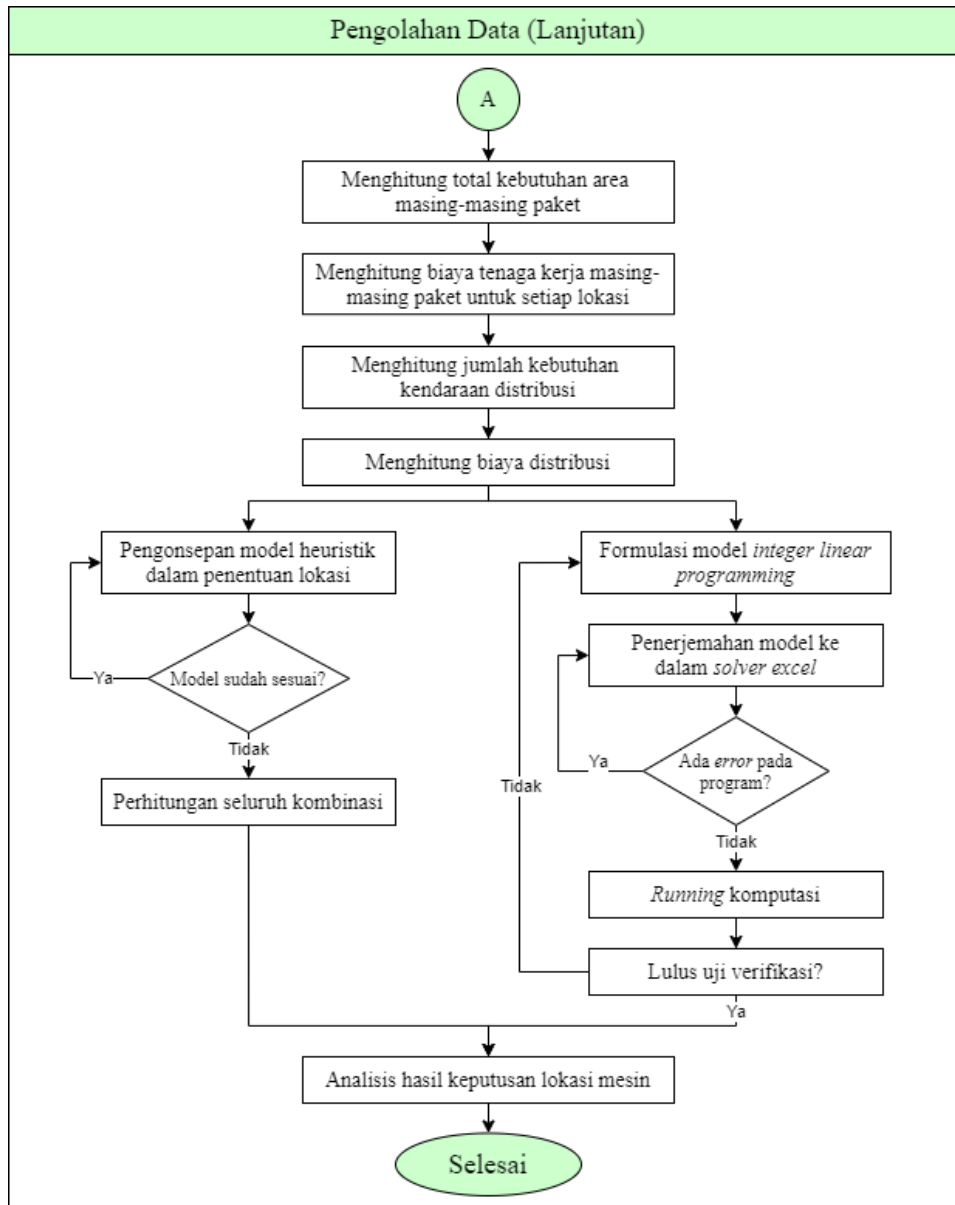 Pengolahan Data (Lanjutan)
A
Menghitung total kebutuhan area
masing-masing paket
Menghitung biaya tenaga kerja masing-
masing paket untuk setiap lokasi
Menghitung jumlah kebutuhan
kendaraan distribusi
Menghitung biaya distribusi
Pengonsepan model heuristik
dalam penentuan lokasi
Ya
Model sudah sesuai?
Tidak
Perhitungan seluruh kombinasi
Formulasi model integer linear
programming
Penerjemahan model ke
dalam solver excel
Ya
Ada error pada
program?
Tidak
Tidak
Running komputasi
Lulus uji verifikasi?
Ya
Analisis hasil keputusan lokasi mesin
Selesai